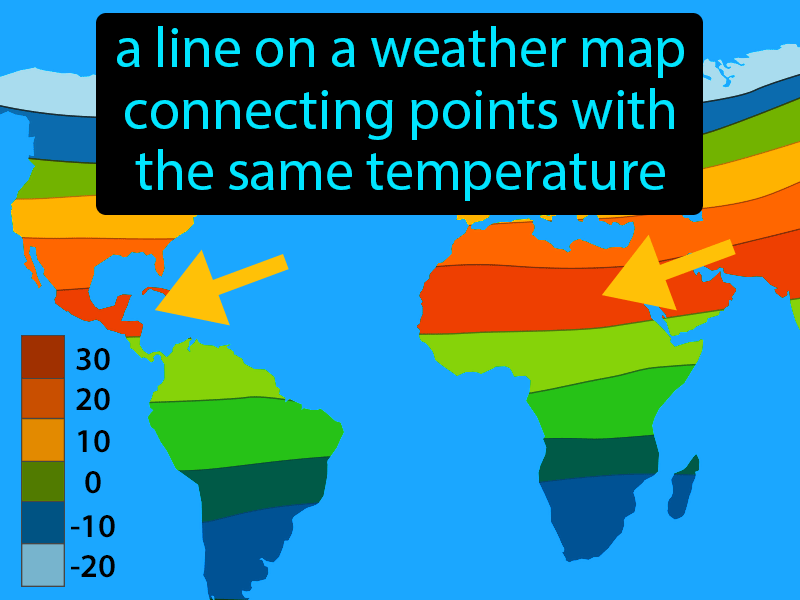 a line on a weather map
connecting points with
the same temperature
30
20
10
0
-10
-20